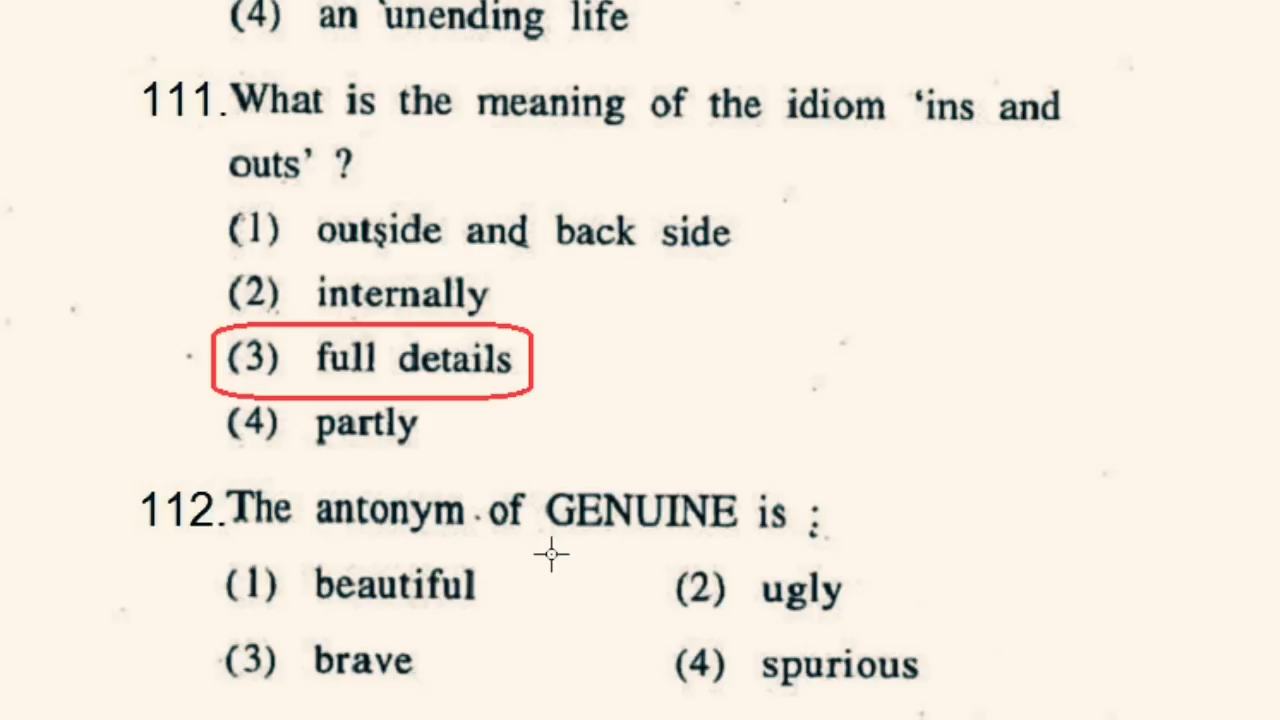 (4) an unending life
111. What is the meaning of the idiom ‘ins and
outs’ ?
(1) outside and back side
(2) internally
(3) full details
(4) partly
112. The antonym of GENUINE is :
(1) beautiful (2) ugly
(3) brave (4) spurious